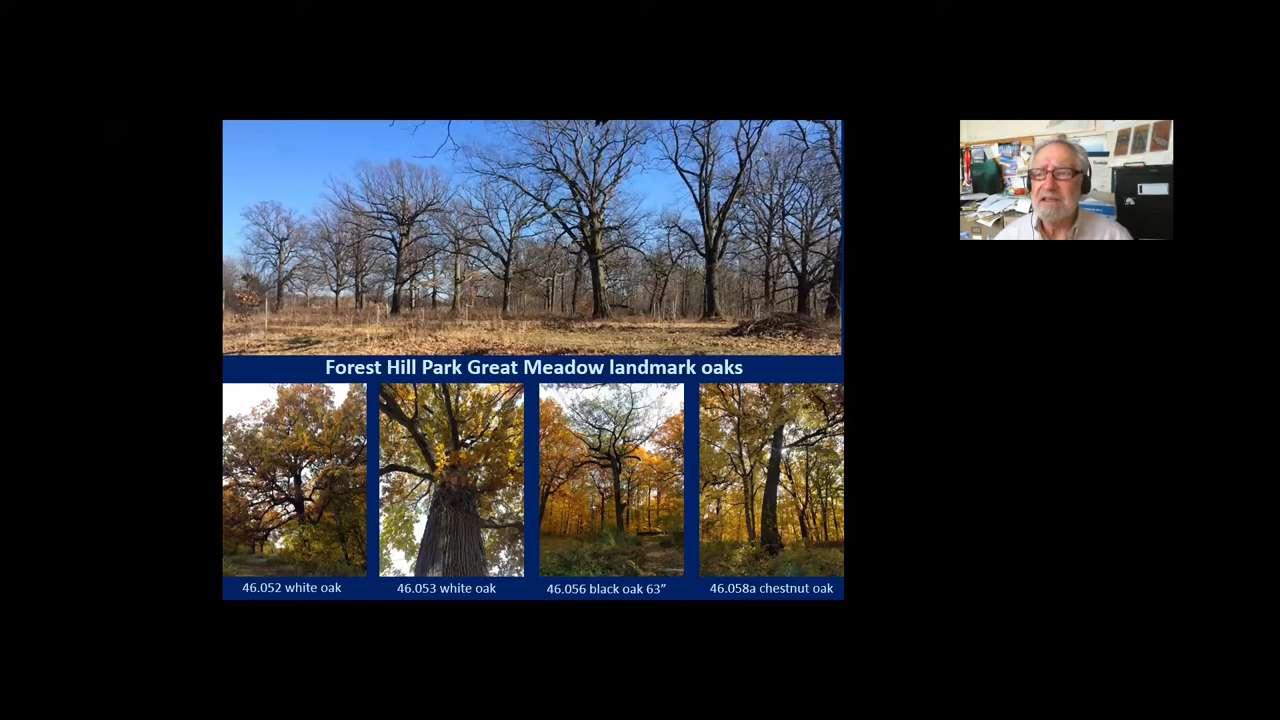 Forest Hill Park Great Meadow landmark oaks
46.052 white oak
46.053 white oak
46.056 black oak 63”
46.058a chestnut oak